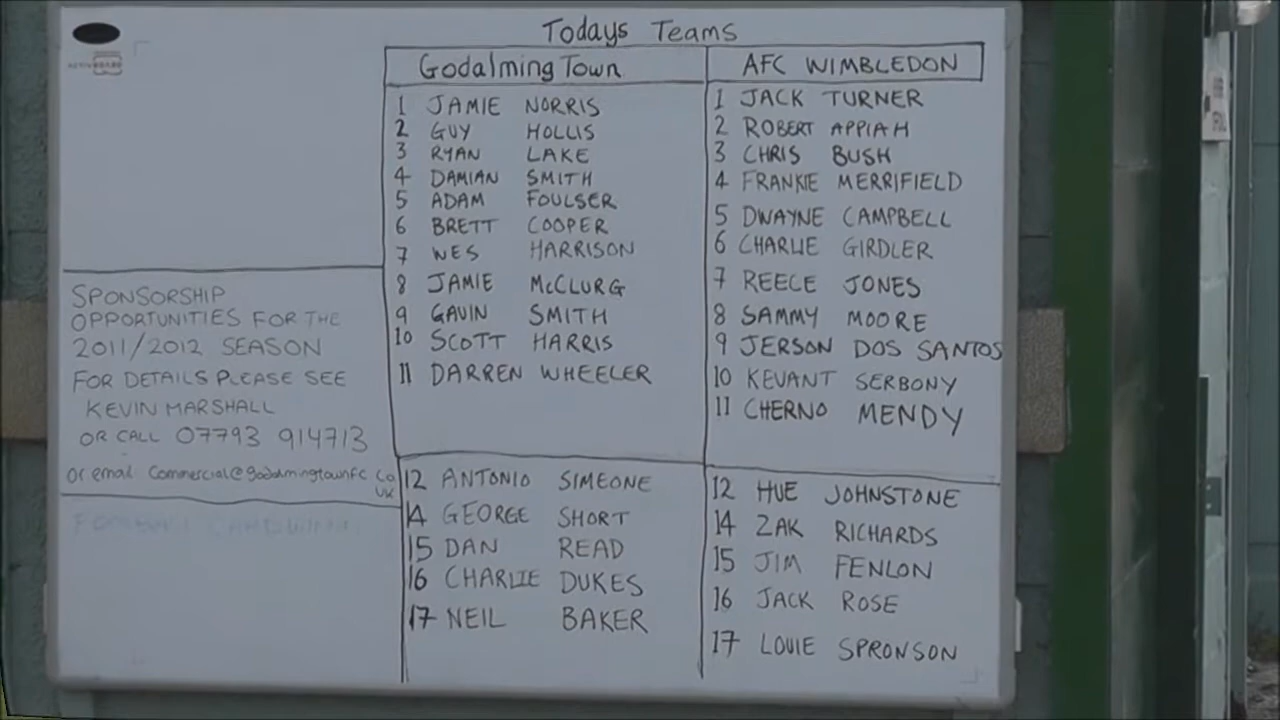 Todays Teams
Godalming Town
1 JAMIE NORRIS
2 GUY HOLLIS
3 RYAN LAKE
4 DAMIAN SMITH
5 ADAM FOULSER
6 BRETT COOPER
7 WES HARRISON
8 JAMIE McCLURG
9 GAVIN SMITH
10 SCOTT HARRIS
11 DARREN WHEELER
12 ANTONIO SIMEONE
14 GEORGE SHORT
15 DAN READ
16 CHARLIE DUKES
17 NEIL BAKER
AFC WIMBLEDON
1 JACK TURNER
2 ROBERT APPIAH
3 CHRIS BUSH
4 FRANKIE MERRIFIELD
5 DWAYNE CAMPBELL
6 CHARLIE GIRDLER
7 REECE JONES
8 SAMMY MOORE
9 JERSON DOS SANTOS
10 KEVANT SERBONY
11 CHERNO MENDY
12 HUE JOHNSTONE
14 ZAK RICHARDS
15 JIM FENLON
16 JACK ROSE
17 LOUIE SPRONSON
SPONSORSHIP
OPPORTUNITIES FOR THE
2011/2012 SEASON
FOR DETAILS PLEASE SEE
KEVIN MARSHALL
OR CALL 07793 914713
or email Commercial@godalmingtownfc Co
UK